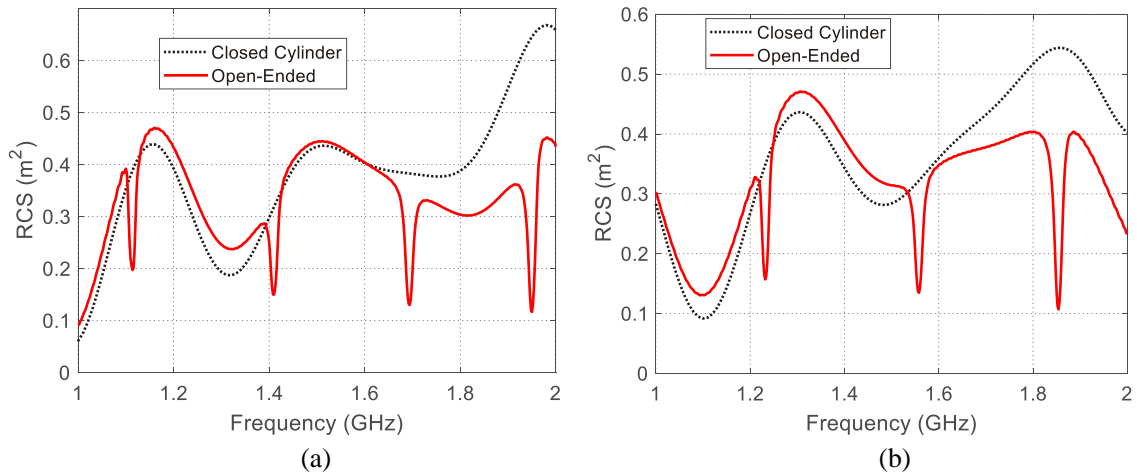 Closed Cylinder
Open-Ended
RCS (m²)
0.6
0.5
0.4
0.3
0.2
0.1
0
1
1.2
1.4
1.6
1.8
2
Frequency (GHz)
(a)
Closed Cylinder
Open-Ended
RCS (m²)
0.6
0.5
0.4
0.3
0.2
0.1
0
1
1.2
1.4
1.6
1.8
2
Frequency (GHz)
(b)